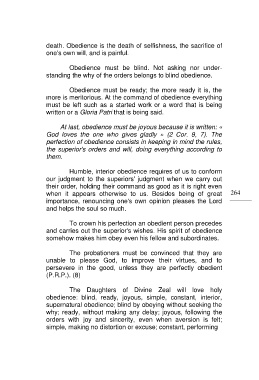 death. Obedience is the death of selfishness, the sacrifice of
one's own will, and is painful.
Obedience must be blind. Not asking nor under-
standing the why of the orders belongs to blind obedience.
Obedience must be ready; the more ready it is, the
more is meritorious. At the command of obedience everything
must be left such as a started work or a word that is being
written or a Gloria Patri that is being said.
At last, obedience must be joyous because it is written: «
God loves the one who gives gladly » (2 Cor. 9, 7). The
perfection of obedience consists in keeping in mind the rules,
the superior's orders and will, doing everything according to
them.
Humble, interior obedience requires of us to conform
our judgment to the superiors' judgment when we carry out
their order, holding their command as good as it is right even
when it appears otherwise to us. Besides being of great
importance, renouncing one's own opinion pleases the Lord
and helps the soul so much.
264
To crown his perfection an obedient person precedes
and carries out the superior's wishes. His spirit of obedience
somehow makes him obey even his fellow and subordinates.
The probationers must be convinced that they are
unable to please God, to improve their virtues, and to
persevere in the good, unless they are perfectly obedient
(P.R.P.). (8)
The Daughters of Divine Zeal will love holy
obedience: blind, ready, joyous, simple, constant, interior,
supernatural obedience; blind by obeying without seeking the
why; ready, without making any delay; joyous, following the
orders with joy and sincerity, even when aversion is felt;
simple, making no distortion or excuse; constant, performing